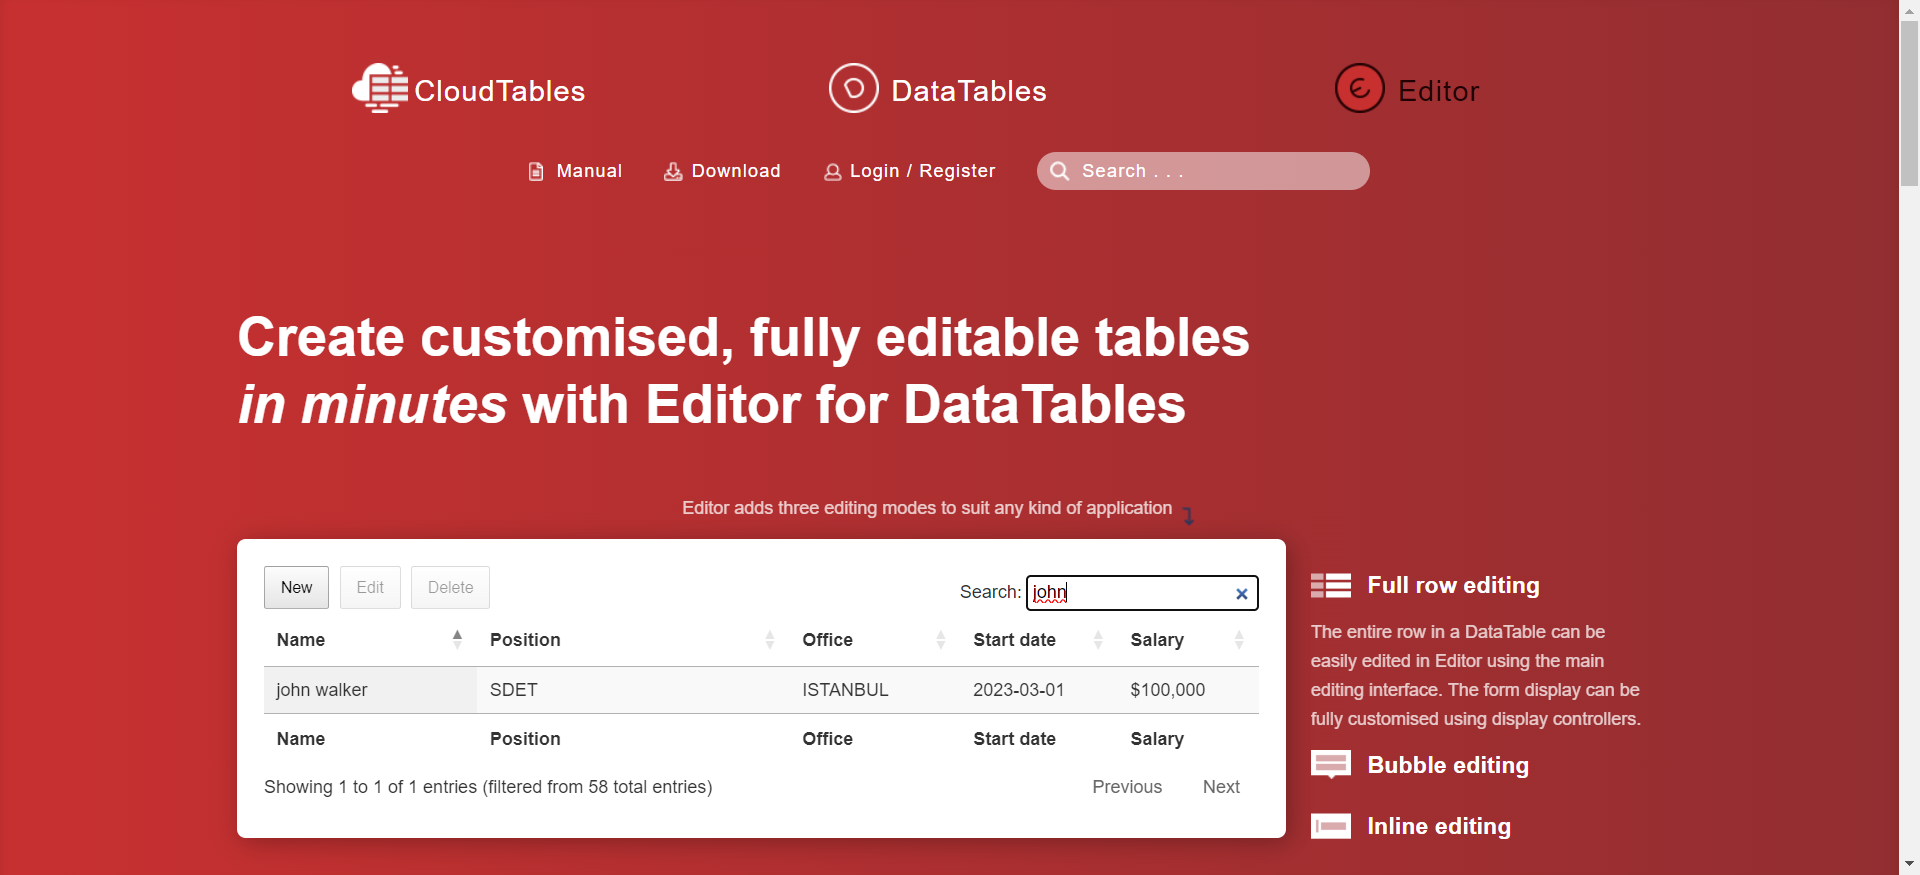 CloudTables
DataTables
Editor
Manual
Download
Login / Register
Search . . .
Create customised, fully editable tables
in minutes with Editor for DataTables
Editor adds three editing modes to suit any kind of application
New
Edit
Delete
Search: john
Name Position Office Start date Salary
john walker SDET ISTANBUL 2023-03-01 $100,000
Name Position Office Start date Salary
Showing 1 to 1 of 1 entries (filtered from 58 total entries)
Previous
Next
Full row editing
The entire row in a DataTable can be
easily edited in Editor using the main
editing interface. The form display can be
fully customised using display controllers.
Bubble editing
Inline editing